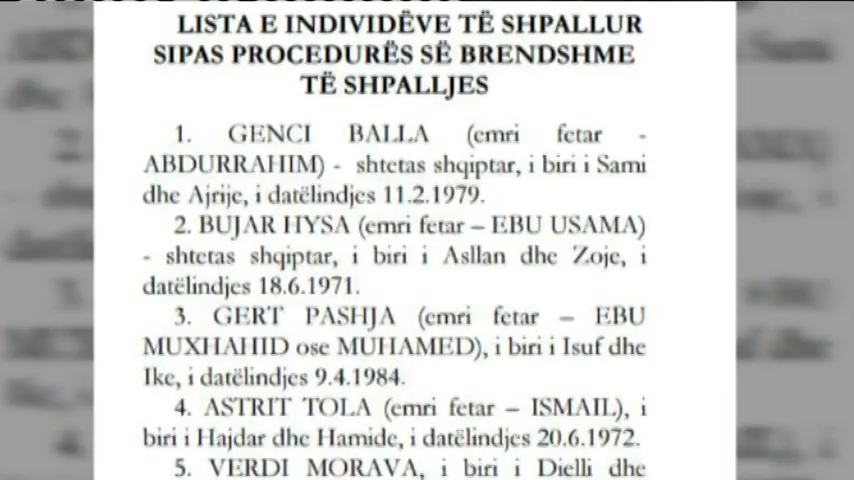 LISTA E INDIVIDËVE TË SHPALLUR
SIPAS PROCEDURËS SË BRENDSHME
TË SHPALLJES
1. GENCI BALLA (emri fetar -
ABDURRAHIM) - shtetas shqiptar, i biri i Sami
dhe Ajrije, i datëlindjes 11.2.1979.
2. BUJAR HYSA (emri fetar – EBU USAMA)
- shtetas shqiptar, i biri i Asllan dhe Zoje, i
datëlindjes 18.6.1971.
3. GERT PASHJA (emri fetar – EBU
MUXHAHID ose MUHAMED), i biri i Isuf dhe
Ike, i datëlindjes 9.4.1984.
4. ASTRIT TOLA (emri fetar – ISMAIL), i
biri i Hajdar dhe Hamide, i datëlindjes 20.6.1972.
5. VERDI MORAVA, i biri i Dielli dhe